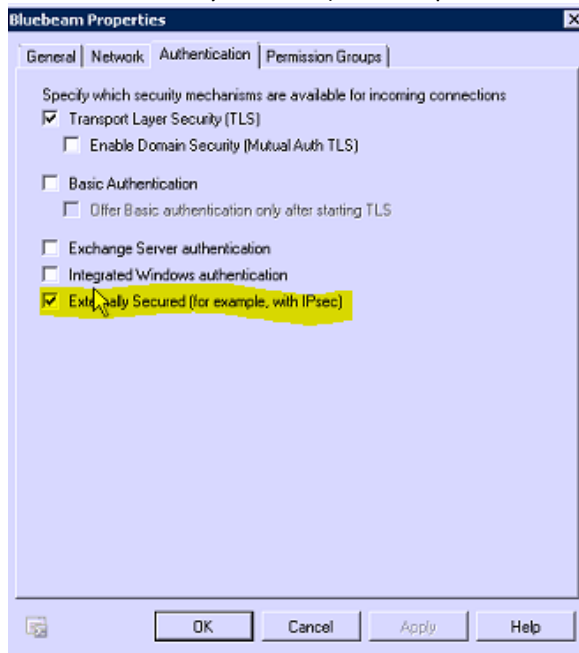 Bluebeam Properties
General Network Authentication Permission Groups
Specify which security mechanisms are available for incoming connections
Transport Layer Security (TLS)
Enable Domain Security (Mutual Auth TLS)
Basic Authentication
Offer Basic authentication only after starting TLS
Exchange Server authentication
Integrated Windows authentication
Externally Secured (for example, with IPsec)
OK Cancel Apply Help